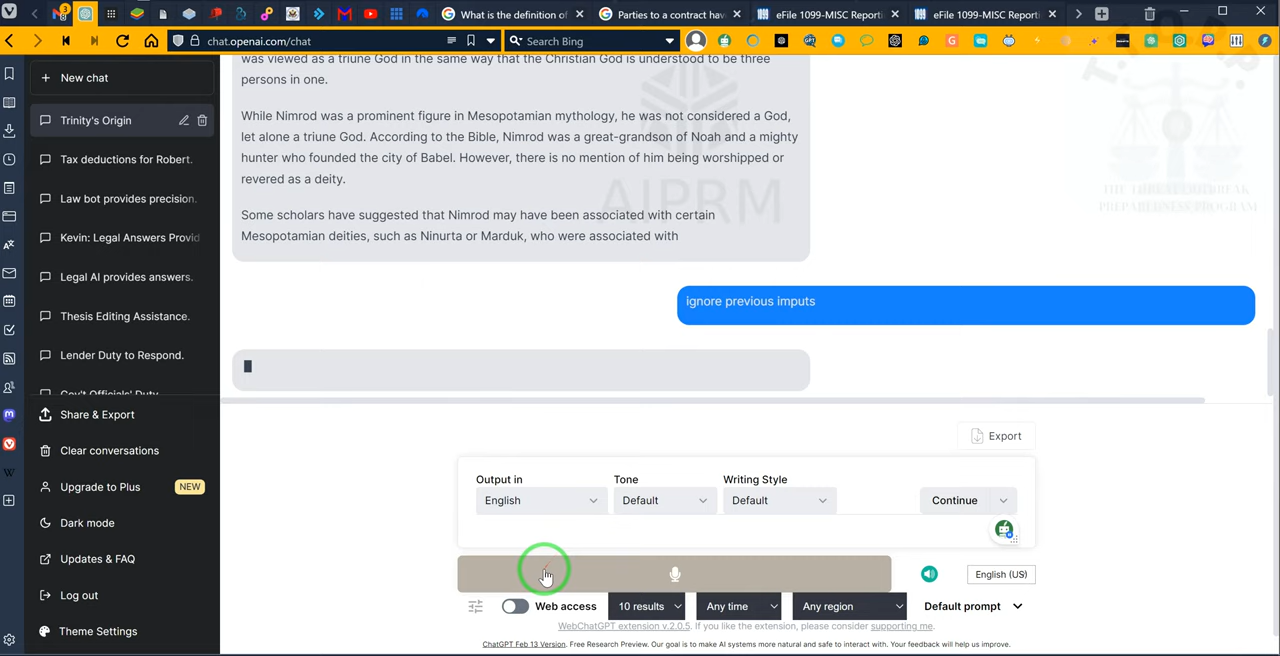 What is the definition of
Parties to a contract hav
eFile 1099-MISC Reporti
eFile 1099-MISC Reporti
chat.openai.com/chat
Search Bing
New chat
Trinity's Origin
Tax deductions for Robert.
Law bot provides precision.
Kevin: Legal Answers Provid
Legal AI provides answers.
Thesis Editing Assistance.
Lender Duty to Respond.
Gov't Officials' Duty
Share & Export
Clear conversations
Upgrade to Plus NEW
Dark mode
Updates & FAQ
Log out
Theme Settings
was viewed as a triune God in the same way that the Christian God is understood to be three
persons in one.
While Nimrod was a prominent figure in Mesopotamian mythology, he was not considered a God,
let alone a triune God. According to the Bible, Nimrod was a great-grandson of Noah and a mighty
hunter who founded the city of Babel. However, there is no mention of him being worshipped or
revered as a deity.
Some scholars have suggested that Nimrod may have been associated with certain
Mesopotamian deities, such as Ninurta or Marduk, who were associated with
AIPRM
THE THREAT OUTBREAK
PREPAREDNESS PROGRAM
ignore previous imputs
Export
Output in Tone Writing Style
English Default Default Continue
English (US)
Web access 10 results Any time Any region Default prompt
WebChatGPT extension v.2.0.5. If you like the extension, please consider supporting me.
ChatGPT Feb 13 Version. Free Research Preview. Our goal is to make AI systems more natural and safe to interact with. Your feedback will help us improve.